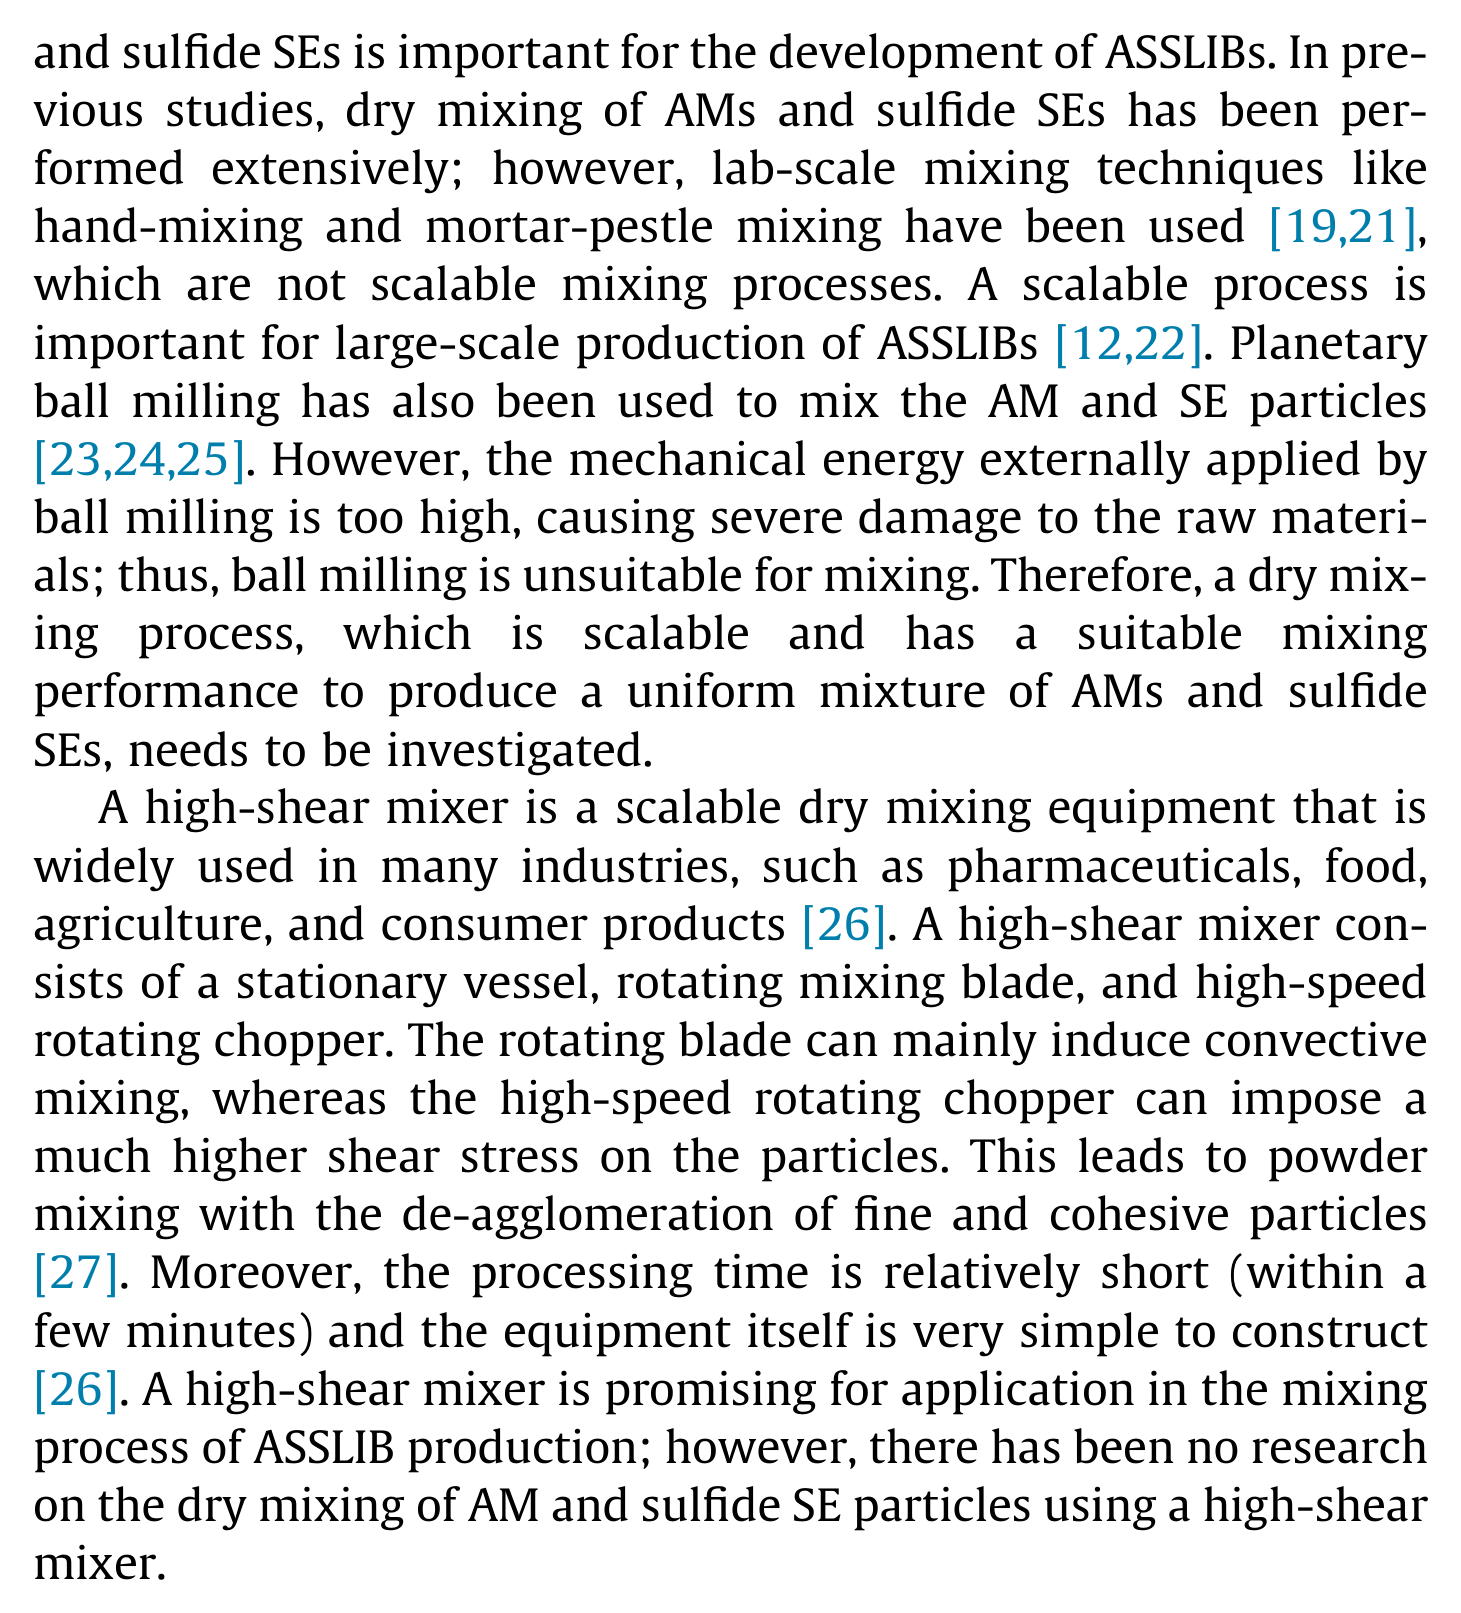 and sulfide SEs is important for the development of ASSLIBs. In pre-
vious studies, dry mixing of AMs and sulfide SEs has been per-
formed extensively; however, lab-scale mixing techniques like
hand-mixing and mortar-pestle mixing have been used [19,21],
which are not scalable mixing processes. A scalable process is
important for large-scale production of ASSLIBs [12,22]. Planetary
ball milling has also been used to mix the AM and SE particles
[23,24,25]. However, the mechanical energy externally applied by
ball milling is too high, causing severe damage to the raw materi-
als; thus, ball milling is unsuitable for mixing. Therefore, a dry mix-
ing process, which is scalable and has a suitable mixing
performance to produce a uniform mixture of AMs and sulfide
SEs, needs to be investigated.
A high-shear mixer is a scalable dry mixing equipment that is
widely used in many industries, such as pharmaceuticals, food,
agriculture, and consumer products [26]. A high-shear mixer con-
sists of a stationary vessel, rotating mixing blade, and high-speed
rotating chopper. The rotating blade can mainly induce convective
mixing, whereas the high-speed rotating chopper can impose a
much higher shear stress on the particles. This leads to powder
mixing with the de-agglomeration of fine and cohesive particles
[27]. Moreover, the processing time is relatively short (within a
few minutes) and the equipment itself is very simple to construct
[26]. A high-shear mixer is promising for application in the mixing
process of ASSLIB production; however, there has been no research
on the dry mixing of AM and sulfide SE particles using a high-shear
mixer.